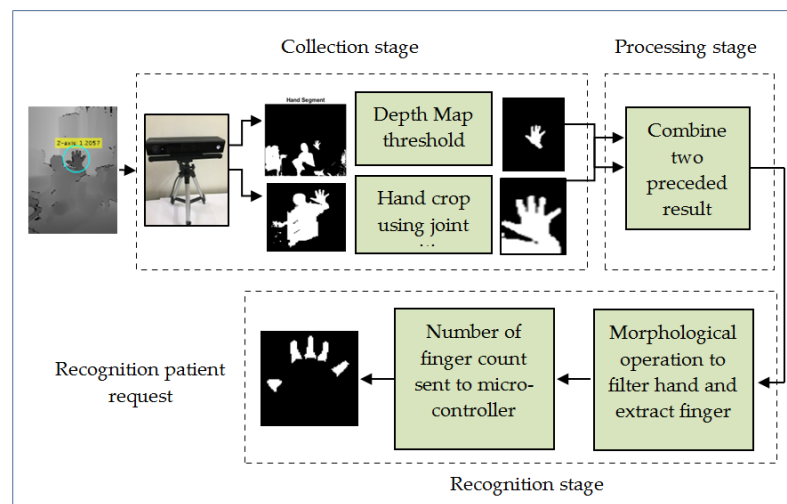 Collection stage
Processing stage
Z-axis: 1.2057
Hand Segment
Depth Map
threshold
Hand crop
using joint
Combine
two
preceded
result
Recognition patient
request
Number of
finger count
sent to micro-
controller
Morphological
operation to
filter hand and
extract finger
Recognition stage